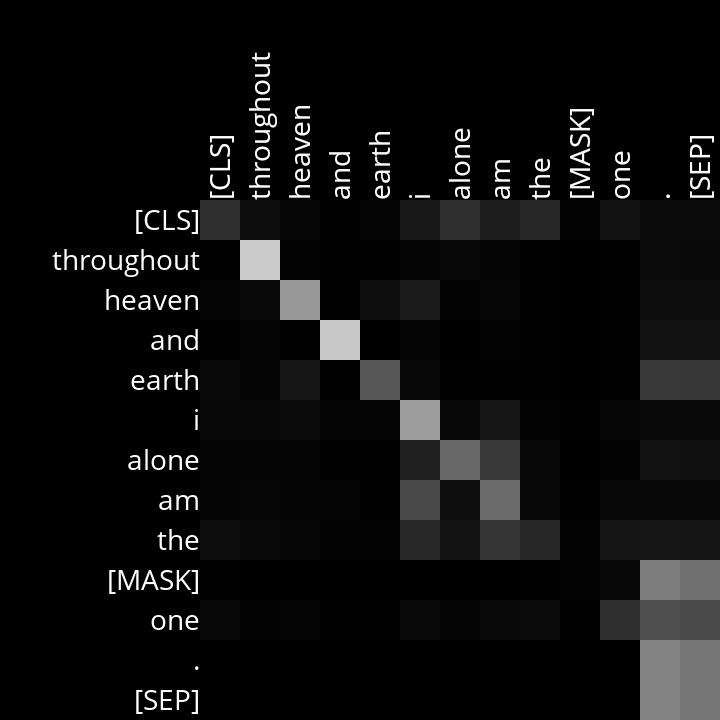 [CLS] throughout heaven and earth i alone am the [MASK] one . [SEP]
[CLS]
throughout
heaven
and
earth
i
alone
am
the
[MASK]
one
.
[SEP]